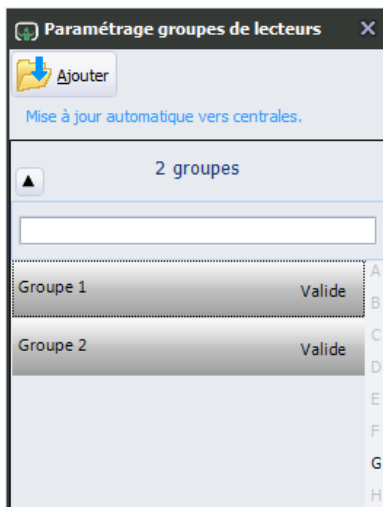 Paramétrage groupes de lecteurs
Ajouter
Mise à jour automatique vers centrales.
2 groupes
Groupe 1 Valide
Groupe 2 Valide
A
B
C
D
E
F
G
H